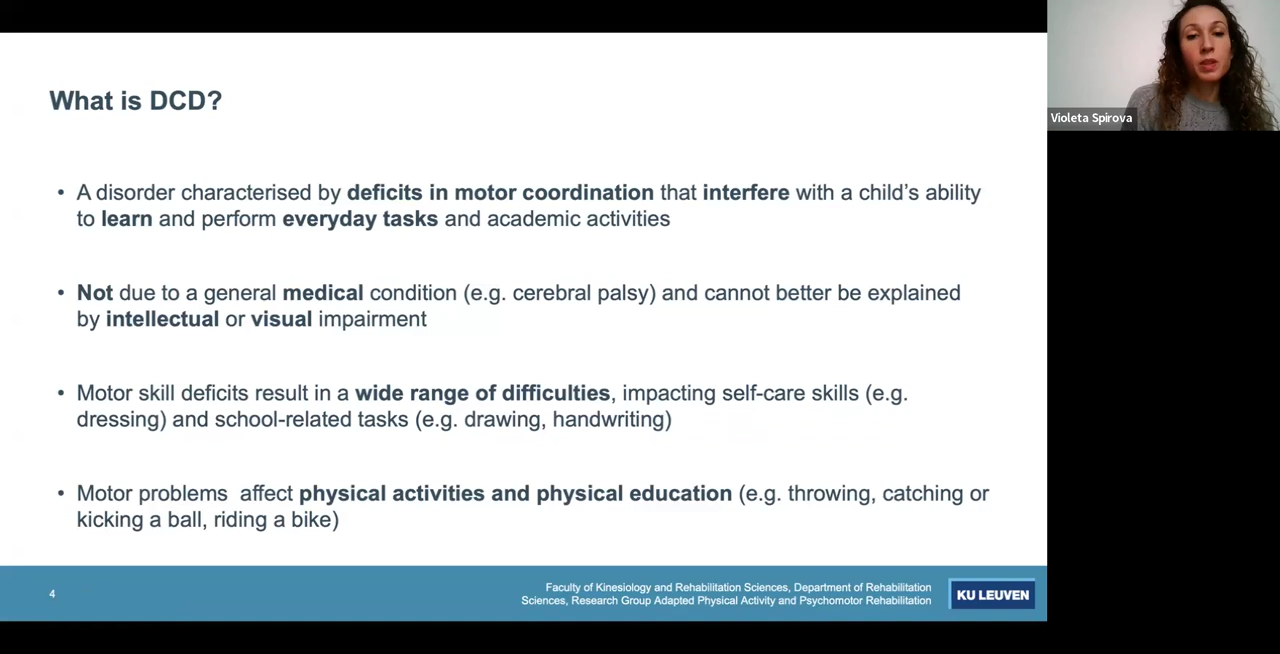 What is DCD?
• A disorder characterised by deficits in motor coordination that interfere with a child's ability
to learn and perform everyday tasks and academic activities
• Not due to a general medical condition (e.g. cerebral palsy) and cannot better be explained
by intellectual or visual impairment
• Motor skill deficits result in a wide range of difficulties, impacting self-care skills (e.g.
dressing) and school-related tasks (e.g. drawing, handwriting)
• Motor problems  affect physical activities and physical education (e.g. throwing, catching or
kicking a ball, riding a bike)
4
Faculty of Kinesiology and Rehabilitation Sciences, Department of Rehabilitation
Sciences, Research Group Adapted Physical Activity and Psychomotor Rehabilitation
KU LEUVEN
Violeta Spirova